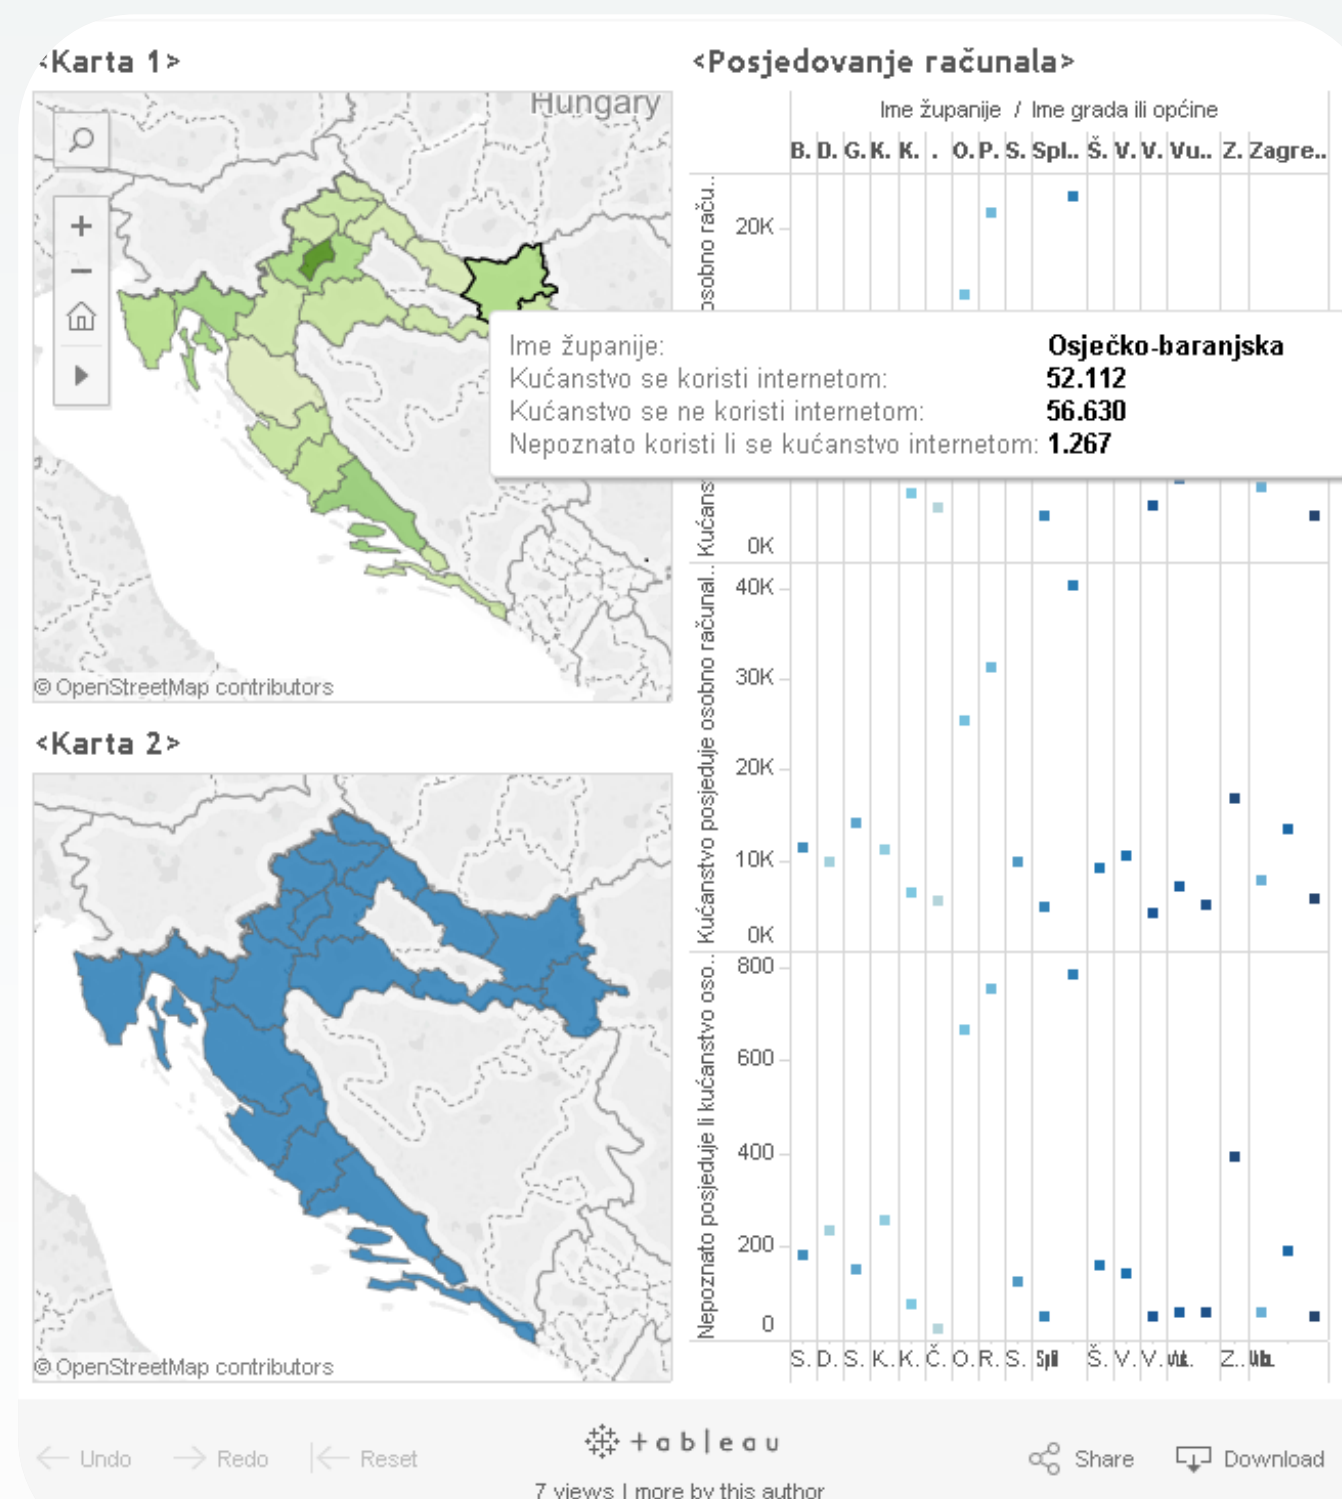 <Karta 1>
Hungary
© OpenStreetMap contributors
<Karta 2>
© OpenStreetMap contributors
<Posjedovanje računala>
Ime županije / Ime grada ili općine
B. D. G. K. K. . O. P. S. Spl.. Š. V. V. Vu.. Z. Zagre..
osobno raču..
20K
Ime županije: Osječko-baranjska
Kućanstvo se koristi internetom: 52.112
Kućanstvo se ne koristi internetom: 56.630
Nepoznato koristi li se kućanstvo internetom: 1.267
Kućans
0K
Kućanstvo posjeduje osobno računal..
40K
30K
20K
10K
0K
Nepoznato posjeduje li kućanstvo oso..
800
600
400
200
0
S. D. S. K. K. Č. O. R. S. Š. V. V. Z..
Undo
Redo
Reset
+ a b | e a u
Share
Download
7 views | more by this author